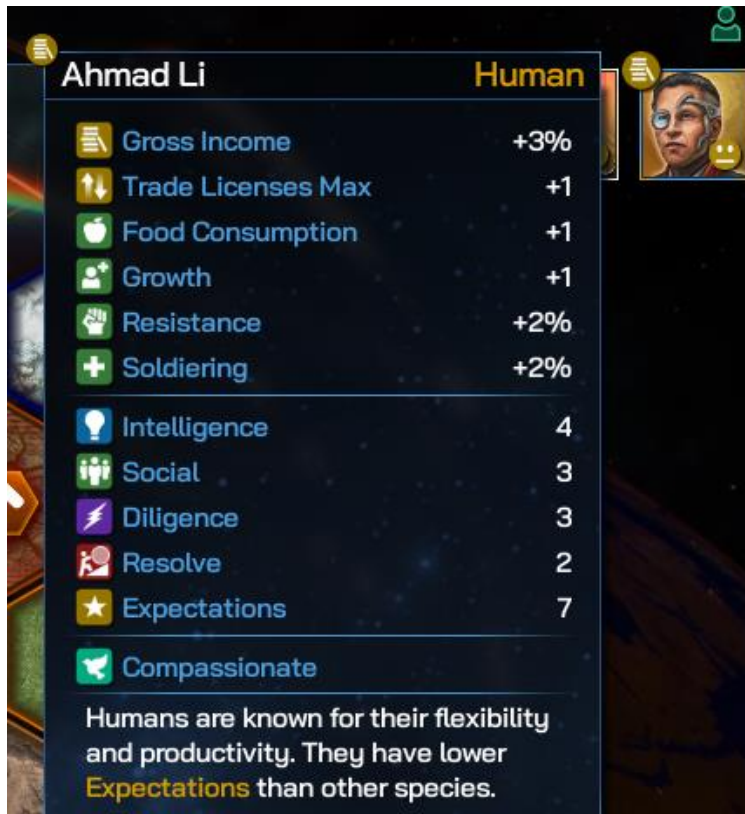 Ahmad Li Human
Gross Income +3%
Trade Licenses Max +1
Food Consumption +1
Growth +1
Resistance +2%
Soldiering +2%
Intelligence 4
Social 3
Diligence 3
Resolve 2
Expectations 7
Compassionate
Humans are known for their flexibility
and productivity. They have lower
Expectations than other species.